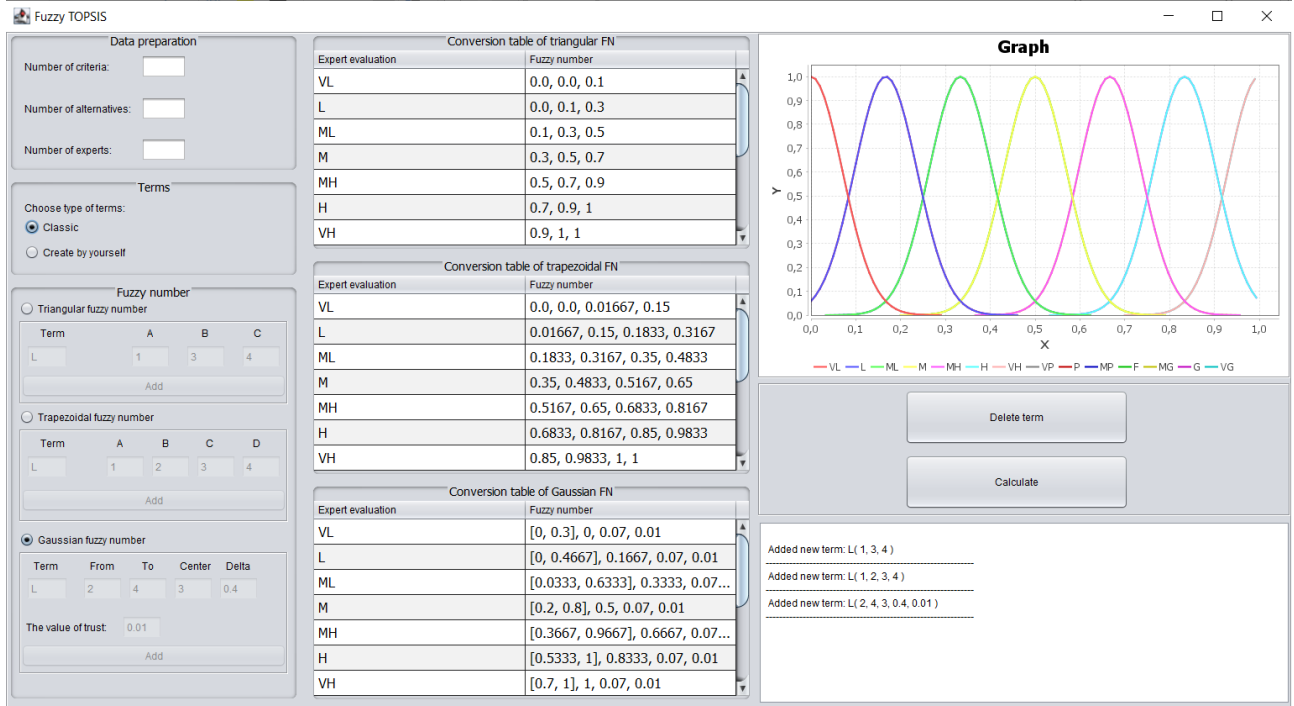 Fuzzy TOPSIS
Data preparation
Number of criteria:
Number of alternatives:
Number of experts:
Terms
Choose type of terms:
Classic
Create by yourself
Fuzzy number
Triangular fuzzy number
Term A B C
L 1 3 4
Add
Trapezoidal fuzzy number
Term A B C D
L 1 2 3 4
Add
Gaussian fuzzy number
Term From To Center Delta
L 2 4 3 0.4
The value of trust: 0.01
Add
Conversion table of triangular FN
Expert evaluation Fuzzy number
VL 0.0, 0.0, 0.1
L 0.0, 0.1, 0.3
ML 0.1, 0.3, 0.5
M 0.3, 0.5, 0.7
MH 0.5, 0.7, 0.9
H 0.7, 0.9, 1
VH 0.9, 1, 1
Conversion table of trapezoidal FN
Expert evaluation Fuzzy number
VL 0.0, 0.0, 0.01667, 0.15
L 0.01667, 0.15, 0.1833, 0.3167
ML 0.1833, 0.3167, 0.35, 0.4833
M 0.35, 0.4833, 0.5167, 0.65
MH 0.5167, 0.65, 0.6833, 0.8167
H 0.6833, 0.8167, 0.85, 0.9833
VH 0.85, 0.9833, 1, 1
Conversion table of Gaussian FN
Expert evaluation Fuzzy number
VL [0, 0.3], 0, 0.07, 0.01
L [0, 0.4667], 0.1667, 0.07, 0.01
ML [0.0333, 0.6333], 0.3333, 0.07...
M [0.2, 0.8], 0.5, 0.07, 0.01
MH [0.3667, 0.9667], 0.6667, 0.07...
H [0.5333, 1], 0.8333, 0.07, 0.01
VH [0.7, 1], 1, 0.07, 0.01
Graph
1,0
0,9
0,8
0,7
0,6
0,5
0,4
0,3
0,2
0,1
0,0
Y
0,0 0,1 0,2 0,3 0,4 0,5 0,6 0,7 0,8 0,9 1,0
X
VL L ML M MH H VH VP P MP F MG G VG
Delete term
Calculate
Added new term: L( 1, 3, 4 )
Added new term: L( 1, 2, 3, 4 )
Added new term: L( 2, 4, 3, 0.4, 0.01 )